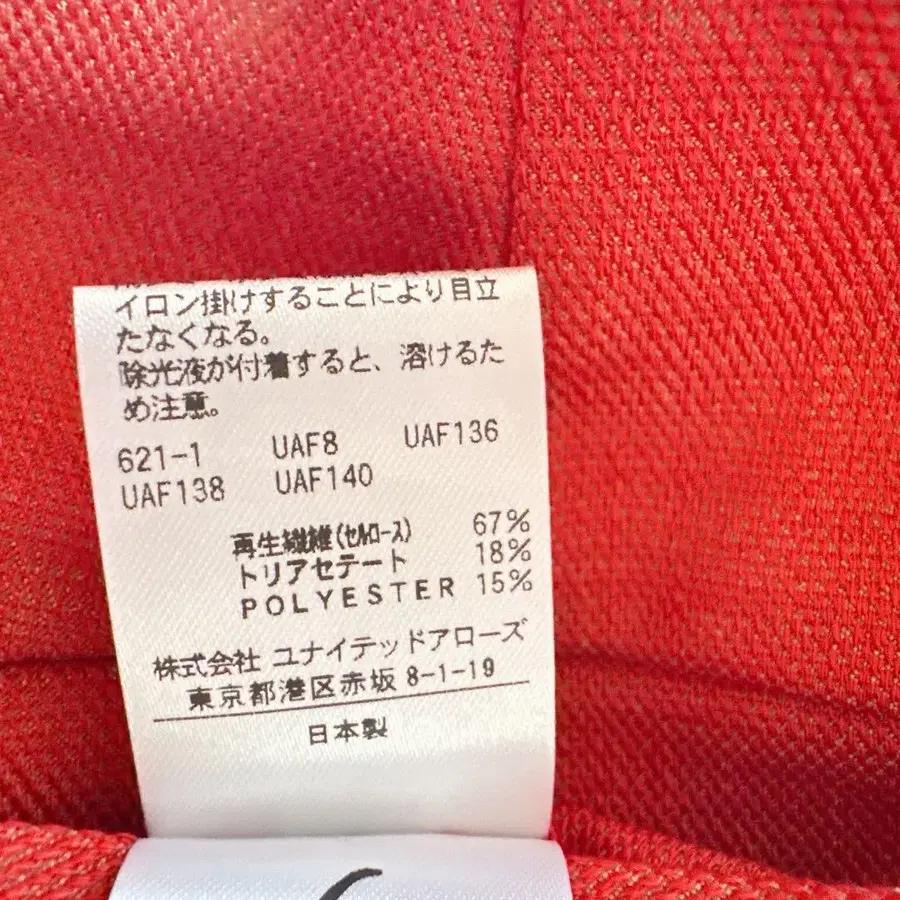 イロン掛けすることにより目立
たなくなる。
除光液が付着すると、溶けるた
め注意。
621-1 UAF8 UAF136
UAF138 UAF140
再生繊維(セルロース) 67%
トリアセテート 18%
POLYESTER 15%
株式会社 ユナイテッドアローズ
東京都港区赤坂 8-1-19
日本製